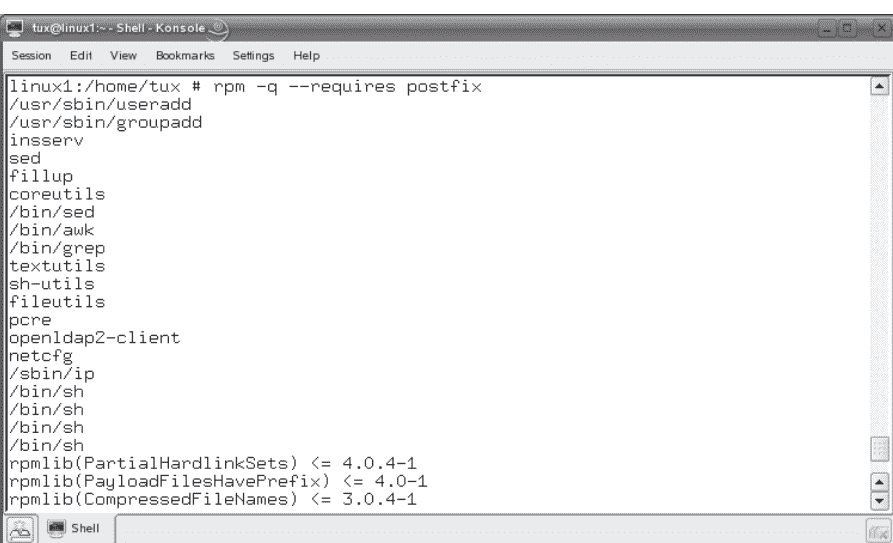 tux@linux1:~ - Shell - Konsole
Session Edit View Bookmarks Settings Help
linux1:/home/tux # rpm -q --requires postfix
/usr/sbin/useradd
/usr/sbin/groupadd
insserv
sed
fillup
coreutils
/bin/sed
/bin/awk
/bin/grep
textutils
sh-utils
fileutils
pcre
openldap2-client
netcfg
/sbin/ip
/bin/sh
/bin/sh
/bin/sh
/bin/sh
rpmlib(PartialHardlinkSets) <= 4.0.4-1
rpmlib(PayloadFilesHavePrefix) <= 4.0-1
rpmlib(CompressedFileNames) <= 3.0.4-1
Shell